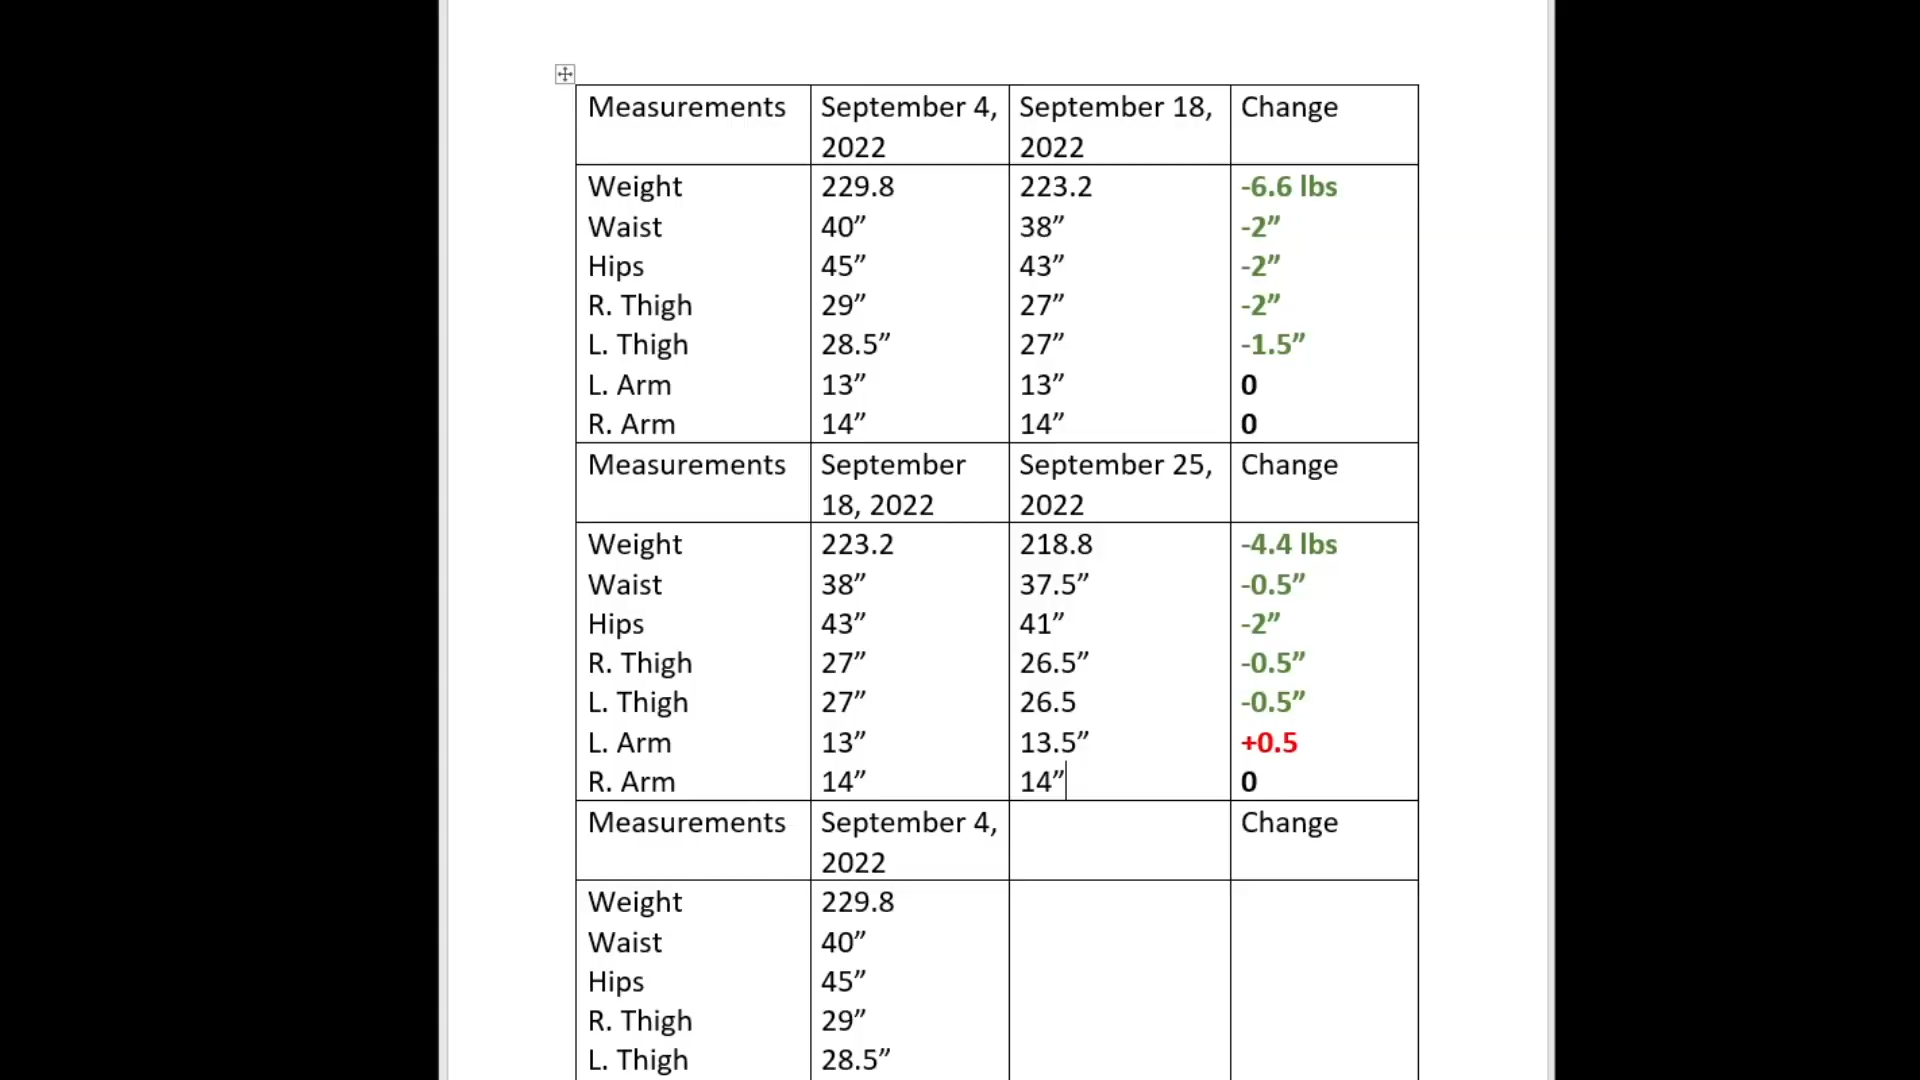 Measurements September 4, September 18, Change
2022 2022
Weight 229.8 223.2 -6.6 lbs
Waist 40” 38” -2”
Hips 45” 43” -2”
R. Thigh 29” 27” -2”
L. Thigh 28.5” 27” -1.5”
L. Arm 13” 13” 0
R. Arm 14” 14” 0
Measurements September September 25, Change
18, 2022 2022
Weight 223.2 218.8 -4.4 lbs
Waist 38” 37.5” -0.5”
Hips 43” 41” -2”
R. Thigh 27” 26.5” -0.5”
L. Thigh 27” 26.5 -0.5”
L. Arm 13” 13.5” +0.5
R. Arm 14” 14” 0
Measurements September 4, Change
2022
Weight 229.8
Waist 40”
Hips 45”
R. Thigh 29”
L. Thigh 28.5”